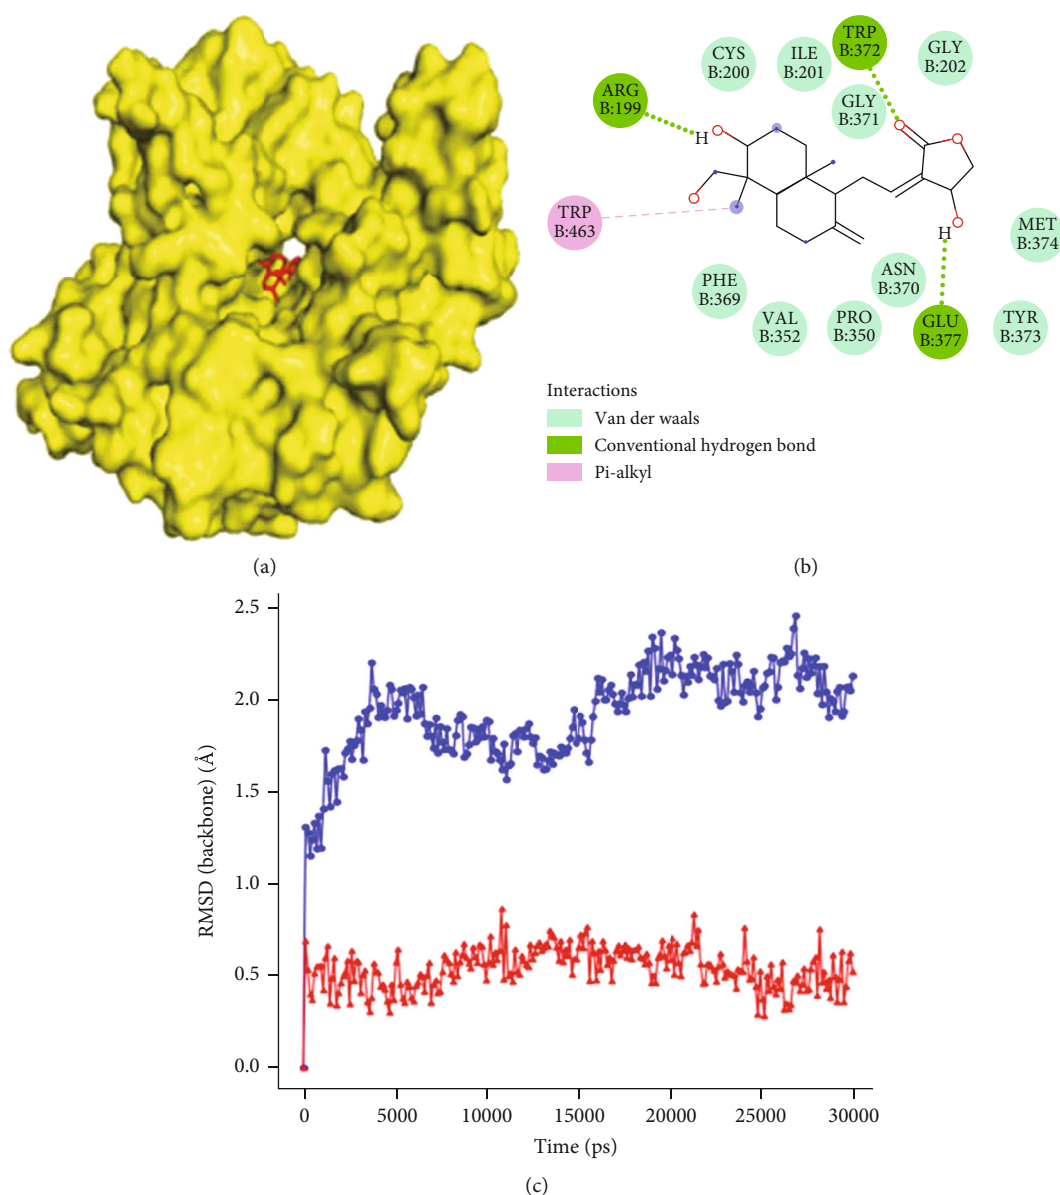 TRP
B:372
CYS
B:200
ILE
B:201
GLY
B:202
ARG
B:199
GLY
B:371
H
TRP
B:463
H
MET
B:374
PHE
B:369
ASN
B:370
VAL
B:352
PRO
B:350
GLU
B:377
TYR
B:373
Interactions
Van der waals
Conventional hydrogen bond
Pi-alkyl
(a)
(b)
2.5
2.0
1.5
1.0
0.5
0.0
RMSD (backbone) (Å)
0 5000 10000 15000 20000 25000 30000
Time (ps)
(c)